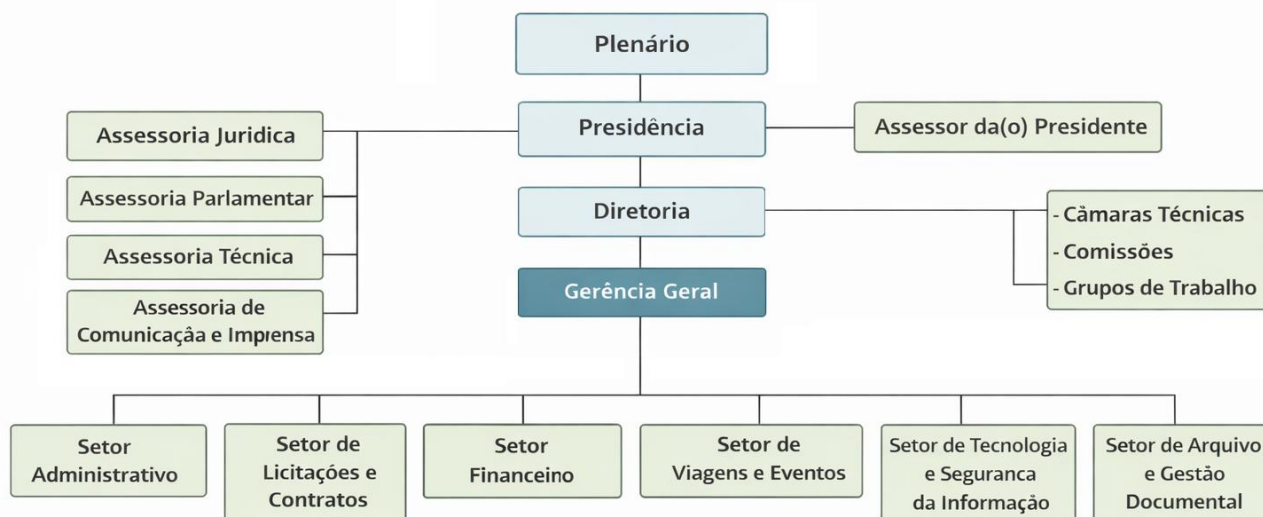 Plenário
Presidência
Assessor da(o) Presidente
Assessoria Juridica
Assessoria Parlamentar
Assessoria Técnica
Assessoria de
Comunicaçâa e Imprensa
Diretoria
- Câmaras Técnicas
- Comissões
- Grupos de Trabalho
Gerência Geral
Setor
Administrativo
Setor de
Licitações e
Contratos
Setor
Financeino
Setor de
Viagens e Eventos
Setor de Tecnologia
e Seguranca
da Informação
Setor de Arquivo
e Gestão
Documental